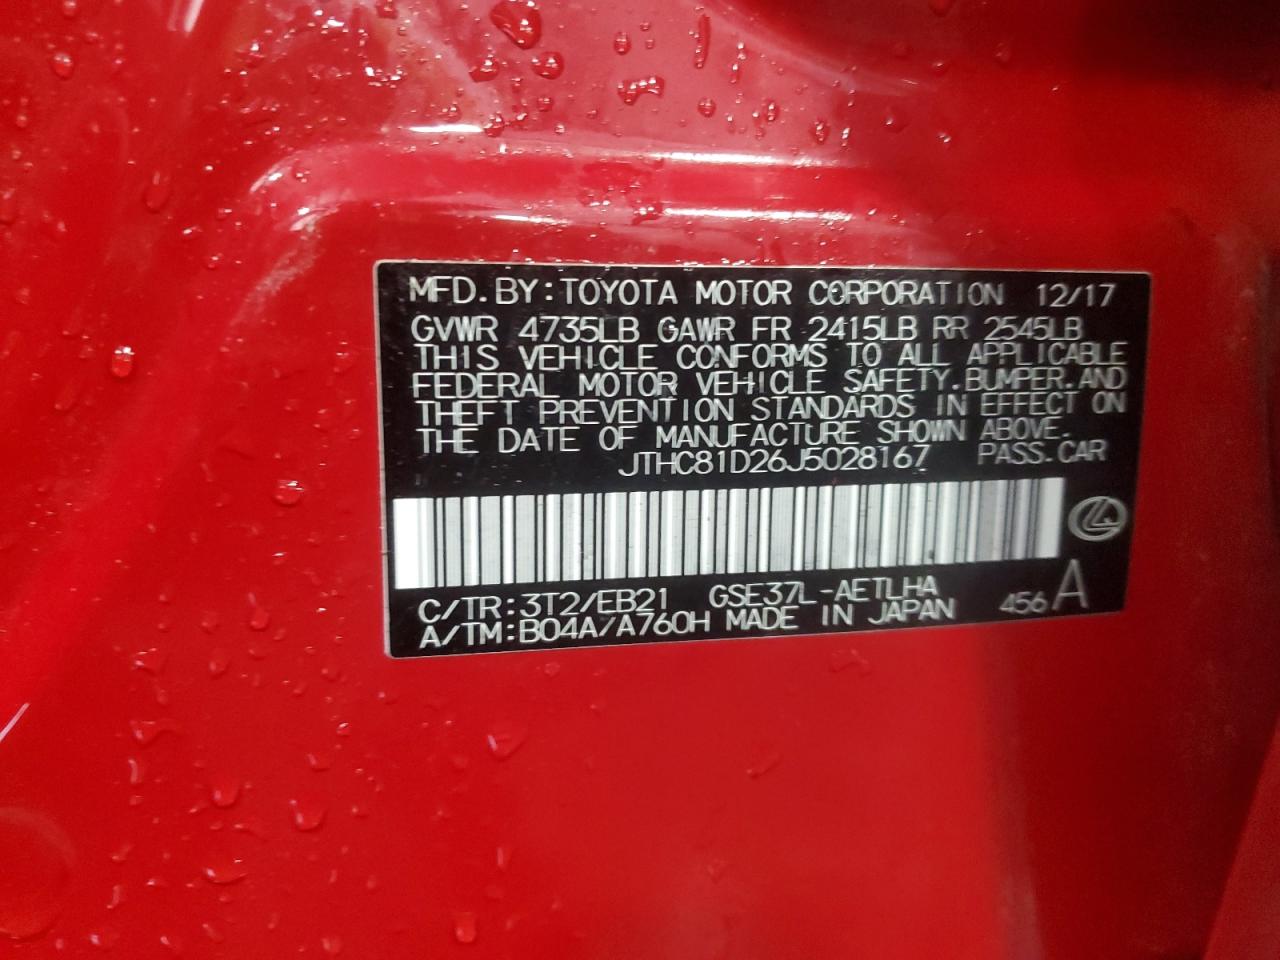 MFD.BY:TOYOTA MOTOR CORPORATION 12/17
GVWR 4735LB GAWR FR 2415LB RR 2545LB
THIS VEHICLE CONFORMS TO ALL APPLICABLE
FEDERAL MOTOR VEHICLE SAFETY.BUMPER.AND
THEFT PREVENTION STANDARDS IN EFFECT ON
THE DATE OF MANUFACTURE SHOWN ABOVE.
JTHC81D26J5028167 PASS.CAR
C/TR:3T2/EB21 GSE37L-AETLHA
A/TM:B04A/A760H MADE IN JAPAN 456A